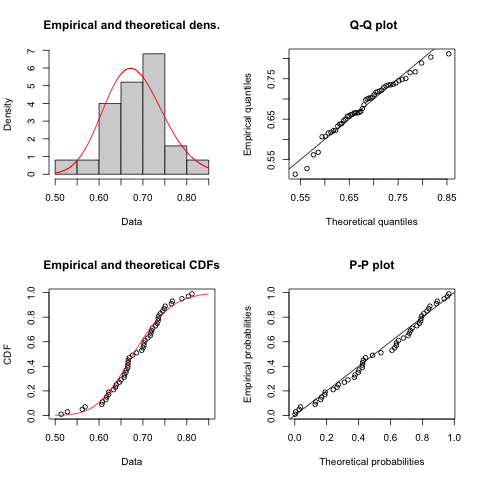 Empirical and theoretical dens.
Density
0 1 2 3 4 5 6 7
0.50 0.60 0.70 0.80
Data
Q-Q plot
Empirical quantiles
0.55 0.65 0.75
0.55 0.65 0.75 0.85
Theoretical quantiles
Empirical and theoretical CDFs
CDF
0.0 0.2 0.4 0.6 0.8 1.0
0.50 0.60 0.70 0.80
Data
P-P plot
Empirical probabilities
0.0 0.2 0.4 0.6 0.8 1.0
0.0 0.2 0.4 0.6 0.8 1.0
Theoretical probabilities